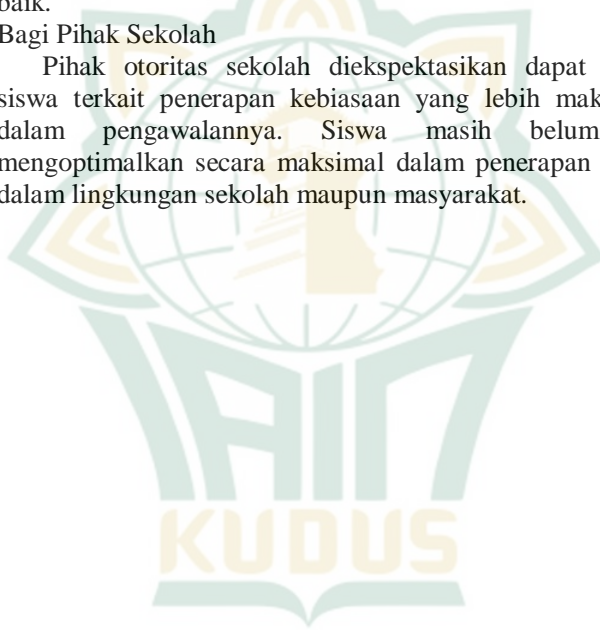 baik.
Bagi Pihak Sekolah
Pihak otoritas sekolah diekspektasikan dapat
siswa terkait penerapan kebiasaan yang lebih mak
dalam pengawalannya. Siswa masih belum
mengoptimalkan secara maksimal dalam penerapan
dalam lingkungan sekolah maupun masyarakat.
IAIN
KUDUS